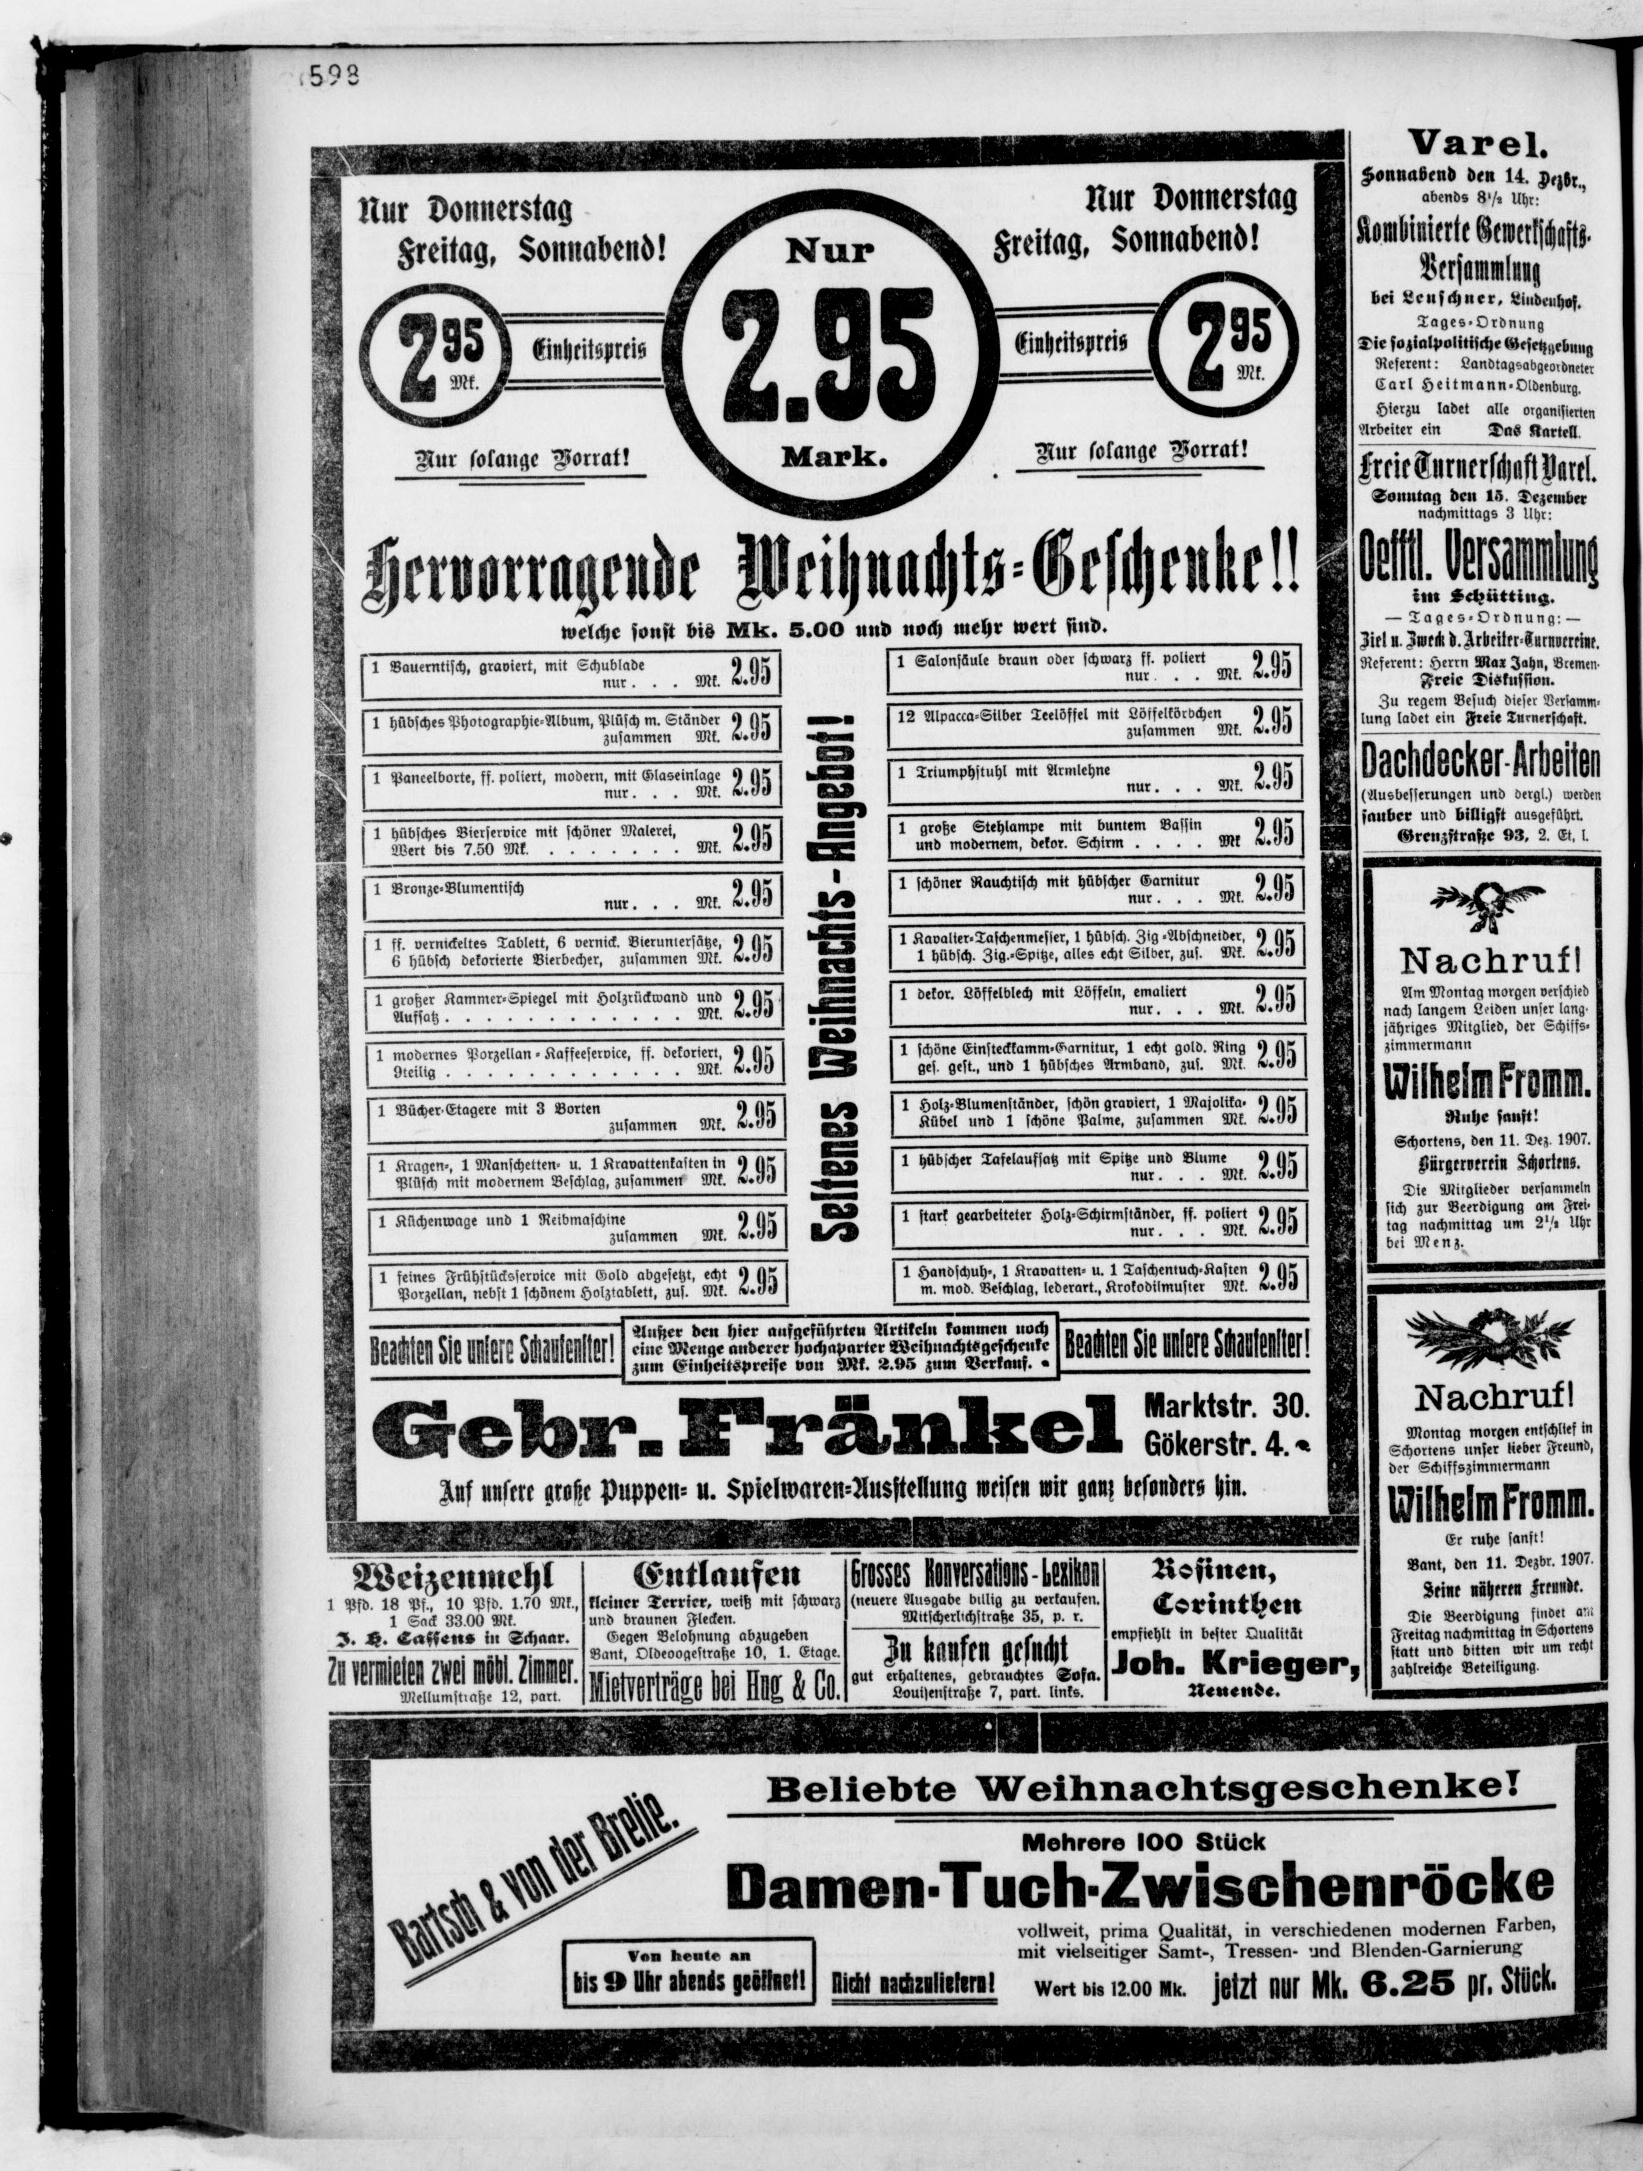 598
Nur Donnerstag
Freitag, Sonnabend!
Nur
2.95
Mark.
Nur Donnerstag
Freitag, Sonnabend!
2 95 Mk.
Einheitspreis
Einheitspreis
2 95 Mk.
Nur solange Vorrat!
Nur solange Vorrat!
Hervorragende Weihnachts-Geschenke!!
welche sonst bis Mk. 5.00 und noch mehr wert sind.
1 Bauerntisch, graviert, mit Schublade
nur . . . Mk. 2.95
1 hübsches Photographie-Album, Plüsch m. Ständer
zusammen Mk. 2.95
1 Paneelborte, ff. poliert, modern, mit Glaseinlage
nur . . . Mk. 2.95
1 hübsches Bierservice mit schöner Malerei,
Wert bis 7.50 Mk. . . . . . . . Mk. 2.95
1 Bronze-Blumentisch
nur . . . Mk. 2.95
1 ff. vernickeltes Tablett, 6 vernick. Bieruntersätze,
6 hübsch dekorierte Bierbecher, zusammen Mk. 2.95
1 großer Kammer-Spiegel mit Holzrückwand und
Aufsatz . . . . . . . . . . . . Mk. 2.95
1 modernes Porzellan-Kaffeeservice, ff. dekoriert,
9teilig . . . . . . . . . . . . Mk. 2.95
1 Bücher-Etagere mit 3 Borten
zusammen Mk. 2.95
1 Kragen-, 1 Manschetten- u. 1 Kravattenkasten in
Plüsch mit modernem Beschlag, zusammen Mk. 2.95
1 Küchenwage und 1 Reibmaschine
zusammen Mk. 2.95
1 feines Frühstücksservice mit Gold abgesetzt, echt
Porzellan, nebst 1 schönem Holztablett, zus. Mk. 2.95
Seltenes Weihnachts-Angebot!
1 Salonsäule braun oder schwarz ff. poliert
nur . . . Mk. 2.95
12 Alpacca-Silber Teelöffel mit Löffelkörbchen
zusammen Mk. 2.95
1 Triumphstuhl mit Armlehne
nur . . . Mk. 2.95
1 große Stehlampe mit buntem Bassin
und modernem, dekor. Schirm . . . . Mk 2.95
1 schöner Rauchtisch mit hübscher Garnitur
nur . . . Mk. 2.95
1 Kavalier-Taschenmesser, 1 hübsch. Zig.-Abschneider,
1 hübsch. Zig.-Spitze, alles echt Silber, zus. Mk. 2.95
1 dekor. Löffelblech mit Löffeln, emaliert
nur . . . Mk. 2.95
1 schöne Einsteckkamm-Garnitur, 1 echt gold. Ring
ges. gest., und 1 hübsches Armband, zus. Mk. 2.95
1 Holz-Blumenständer, schön graviert, 1 Majolika-
Kübel und 1 schöne Palme, zusammen Mk. 2.95
1 hübscher Tafelaufsatz mit Spitze und Blume
nur . . . Mk. 2.95
1 stark gearbeiteter Holz-Schirmständer, ff. poliert
nur . . . Mk. 2.95
1 Handschuh-, 1 Kravatten- u. 1 Taschentuch-Kasten
m. mod. Beschlag, lederart., Krokodilmuster Mk. 2.95
Beachten Sie unsere Schaufenster!
Außer den hier aufgeführten Artikeln kommen noch
eine Menge anderer hochaparter Weihnachtsgeschenke
zum Einheitspreise von Mk. 2.95 zum Verkauf.
Beachten Sie unsere Schaufenster!
Gebr. Fränkel
Marktstr. 30.
Gökerstr. 4.
Auf unsere große Puppen- u. Spielwaren-Ausstellung weisen wir ganz besonders hin.
Weizenmehl
1 Pfd. 18 Pf., 10 Pfd. 1.70 Mk.,
1 Sack 33.00 Mk.
J. H. Cassens in Schaar.
Zu vermieten zwei möbl. Zimmer.
Mellumstraße 12, part.
Entlaufen
kleiner Terrier, weiß mit schwarz
und braunen Flecken.
Gegen Belohnung abzugeben
Bant, Oldeoogestraße 10, 1. Etage.
Mietverträge bei Hug & Co.
Grosses Konversations-Lexikon
(neuere Ausgabe billig zu verkaufen.
Mitscherlichstraße 35, p. r.
Zu kaufen gesucht
gut erhaltenes, gebrauchtes Sofa.
Louisenstraße 7, part. links.
Rosinen,
Corinthen
empfiehlt in bester Qualität
Joh. Krieger,
Neuende.
Varel.
Sonnabend den 14. Dezbr.,
abends 8½ Uhr:
Kombinierte Gewerkschafts-
Versammlung
bei Lenschner, Lindenhof.
Tages-Ordnung
Die sozialpolitische Gesetzgebung
Referent: Landtagsabgeordneter
Carl Heitmann-Oldenburg.
Hierzu ladet alle organisierten
Arbeiter ein Das Kartell.
Freie Turnerschaft Varel.
Sonntag den 15. Dezember
nachmittags 3 Uhr:
Oefftl. Versammlung
im Schütting.
— Tages-Ordnung: —
Ziel u. Zweck d. Arbeiter-Turnvereine.
Referent: Herrn Max Jahn, Bremen.
Freie Diskussion.
Zu regem Besuch dieser Versamm-
lung ladet ein Freie Turnerschaft.
Dachdecker-Arbeiten
(Ausbesserungen und dergl.) werden
sauber und billigst ausgeführt.
Grenzstraße 93, 2. Et, l.
Nachruf!
Am Montag morgen verschied
nach langem Leiden unser lang-
jähriges Mitglied, der Schiffs-
zimmermann
Wilhelm Fromm.
Ruhe sanft!
Schortens, den 11. Dez. 1907.
Bürgerverein Schortens.
Die Mitglieder versammeln
sich zur Beerdigung am Frei-
tag nachmittag um 2½ Uhr
bei Menz.
Nachruf!
Montag morgen entschlief in
Schortens unser lieber Freund,
der Schiffszimmermann
Wilhelm Fromm.
Er ruhe sanft!
Bant, den 11. Dezbr. 1907.
Seine näheren Freunde.
Die Beerdigung findet am
Freitag nachmittag in Schortens
statt und bitten wir um recht
zahlreiche Beteiligung.
Bartsch & von der Brelie.
Beliebte Weihnachtsgeschenke!
Mehrere 100 Stück
Damen-Tuch-Zwischenröcke
vollweit, prima Qualität, in verschiedenen modernen Farben,
mit vielseitiger Samt-, Tressen- und Blenden-Garnierung
Von heute an
bis 9 Uhr abends geöffnet!
Nicht nachzuliefern!
Wert bis 12.00 Mk. jetzt nur Mk. 6.25 pr. Stück.